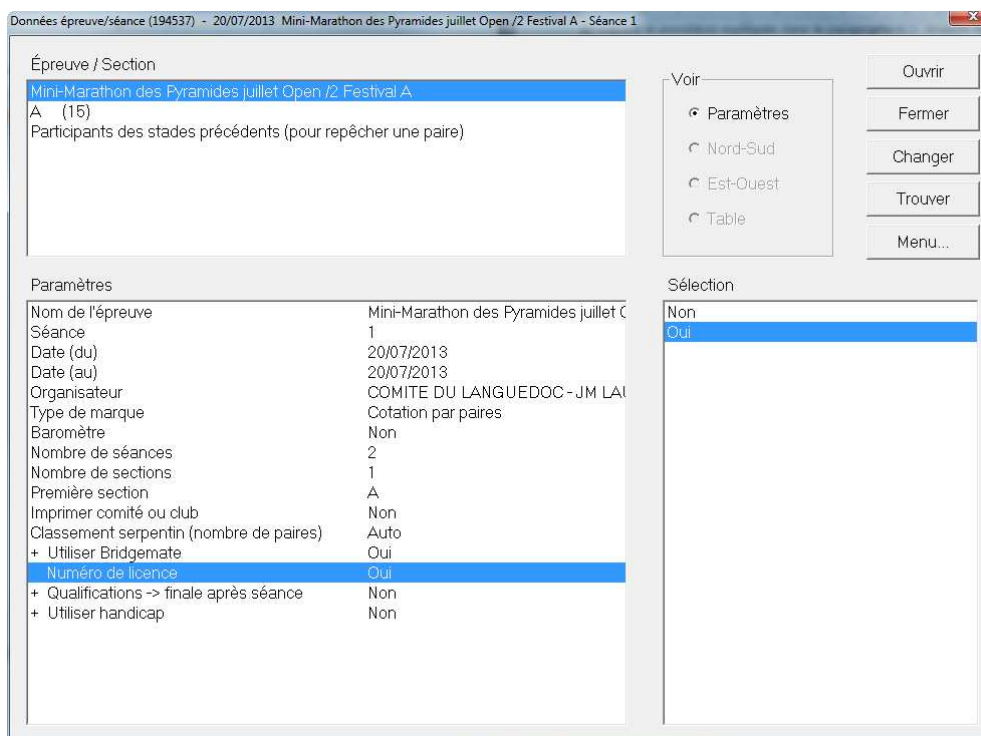 Données épreuve/séance (194537) - 20/07/2013 Mini-Marathon des Pyramides juillet Open /2 Festival A - Séance 1
Épreuve / Section
Mini-Marathon des Pyramides juillet Open /2 Festival A
A (15)
Participants des stades précédents (pour repêcher une paire)
Voir
Paramètres
Nord-Sud
Est-Ouest
Table
Ouvrir
Fermer
Changer
Trouver
Menu...
Paramètres
Nom de l'épreuve Mini-Marathon des Pyramides juillet
Séance 1
Date (du) 20/07/2013
Date (au) 20/07/2013
Organisateur COMITE DU LANGUEDOC - JM
Type de marque Cotation par paires
Baromètre Non
Nombre de séances 2
Nombre de sections 1
Première section A
Imprimer comité ou club Non
Classement serpentin (nombre de paires) Auto
+ Utiliser Bridgemate Oui
Numéro de licence Oui
+ Qualifications -> finale après séance Non
+ Utiliser handicap Non
Sélection
Non
Oui